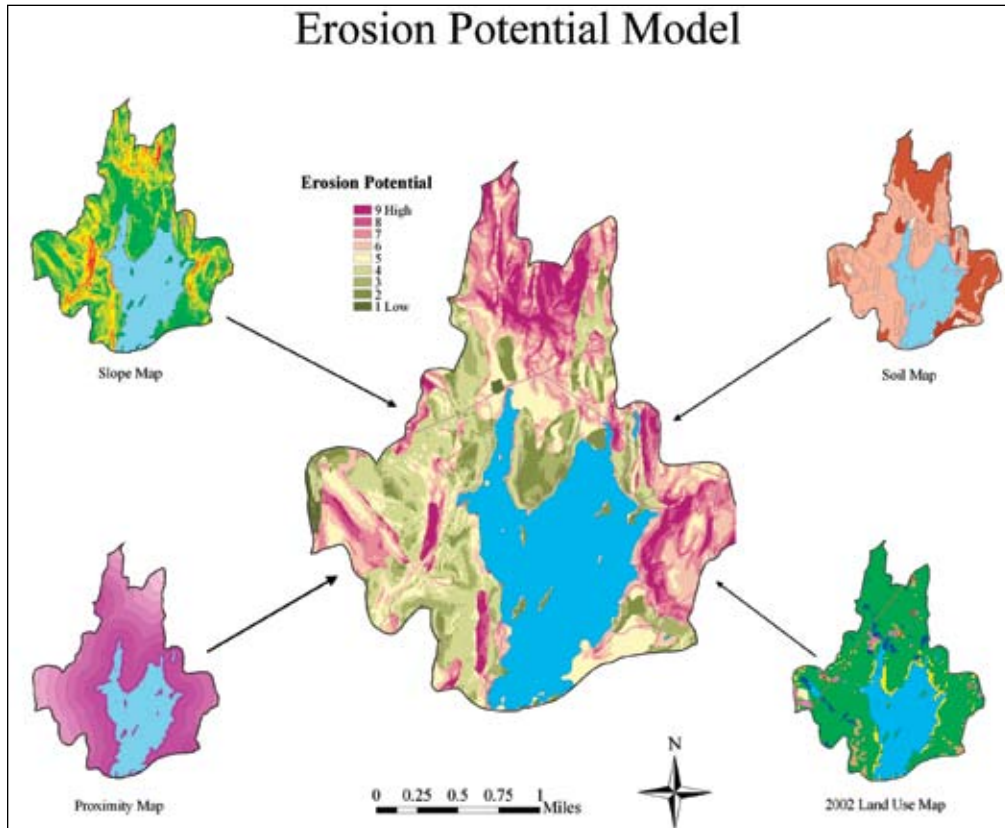 Erosion Potential Model
Erosion Potential
9 High
8
7
6
5
4
3
2
1 Low
Slope Map
Soil Map
Proximity Map
0 0.25 0.5 0.75 1
Miles
N
2002 Land Use Map